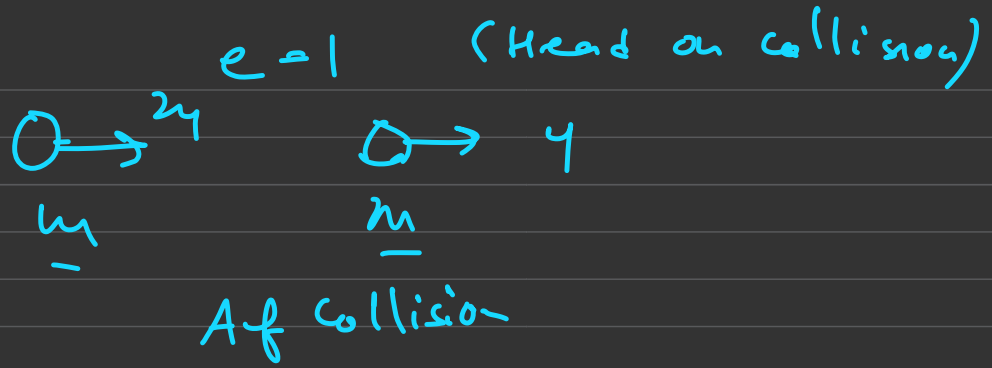 e = 1 (Head on collision)
2u u
m m
Af collision